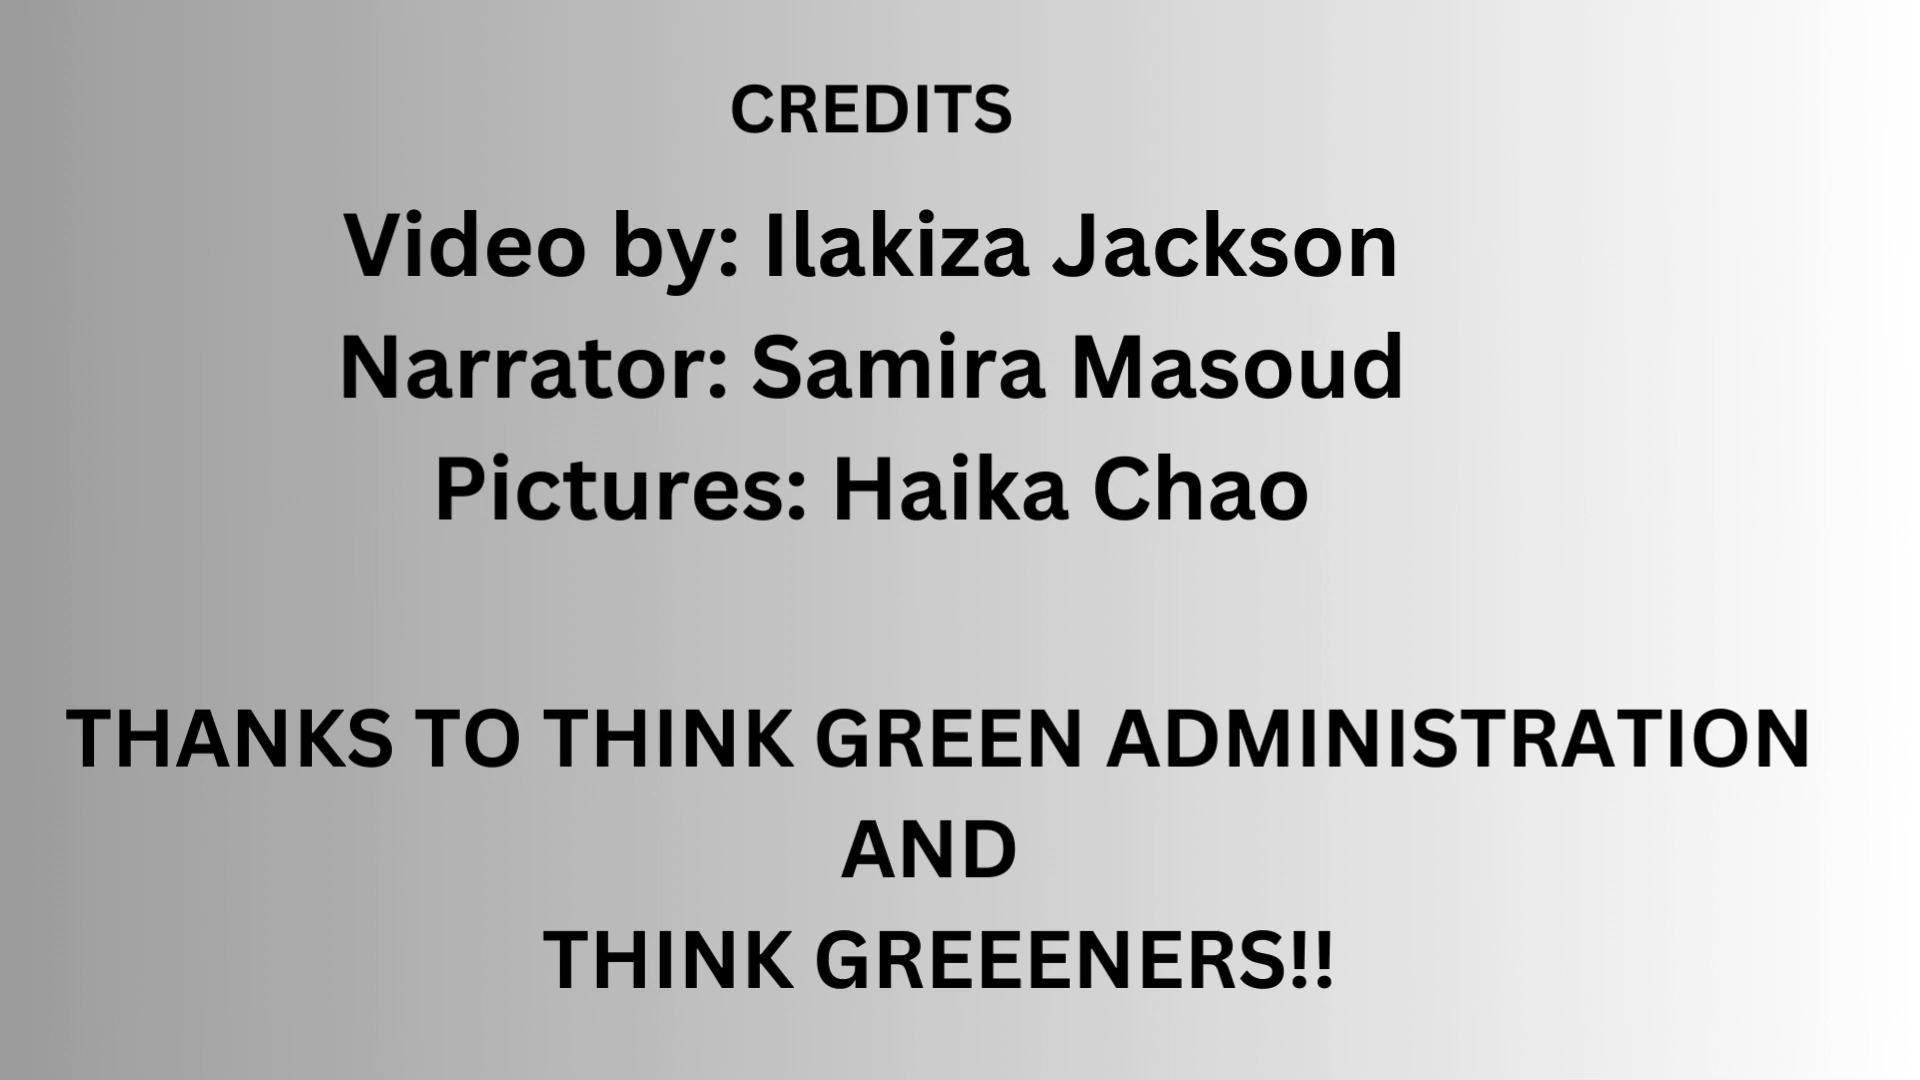 CREDITS
Video by: Ilakiza Jackson
Narrator: Samira Masoud
Pictures: Haika Chao
THANKS TO THINK GREEN ADMINISTRATION
AND
THINK GREEENERS!!